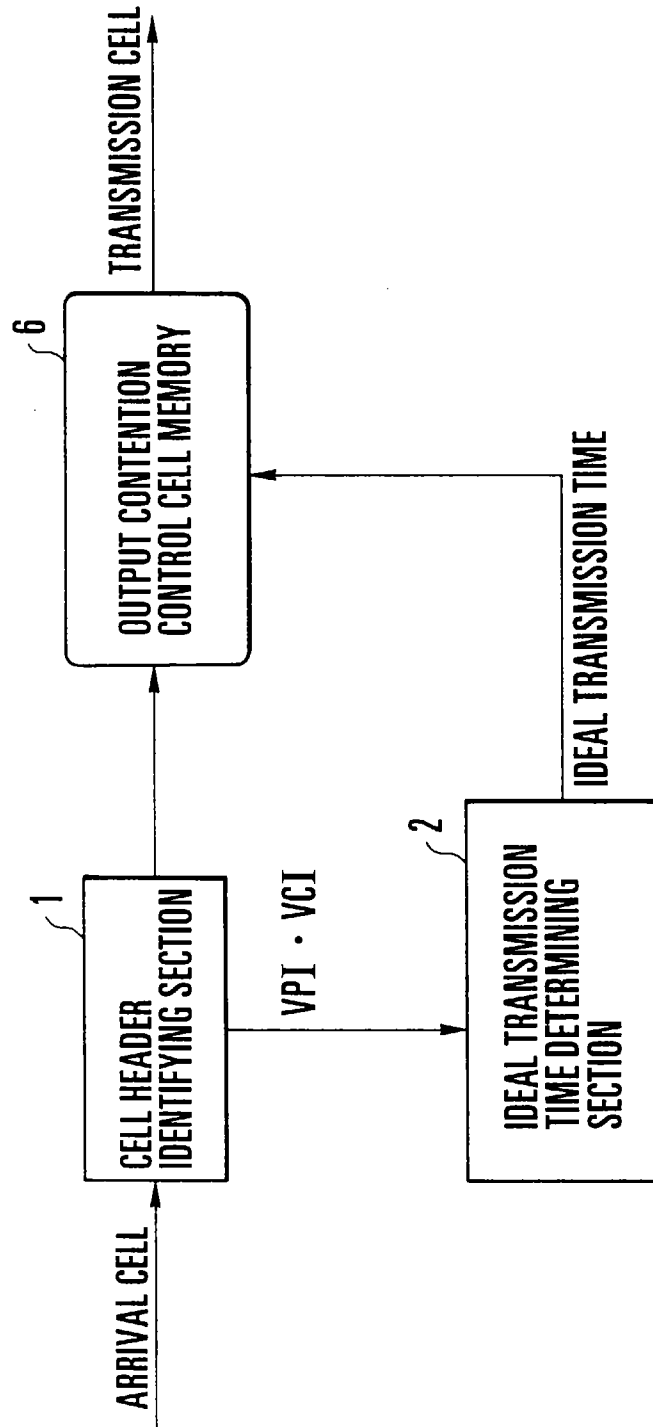 ARRIVAL CELL
1
CELL HEADER
IDENTIFYING SECTION
VPI · VCI
2
IDEAL TRANSMISSION
TIME DETERMINING
SECTION
IDEAL TRANSMISSION TIME
6
OUTPUT CONTENTION
CONTROL CELL MEMORY
TRANSMISSION CELL